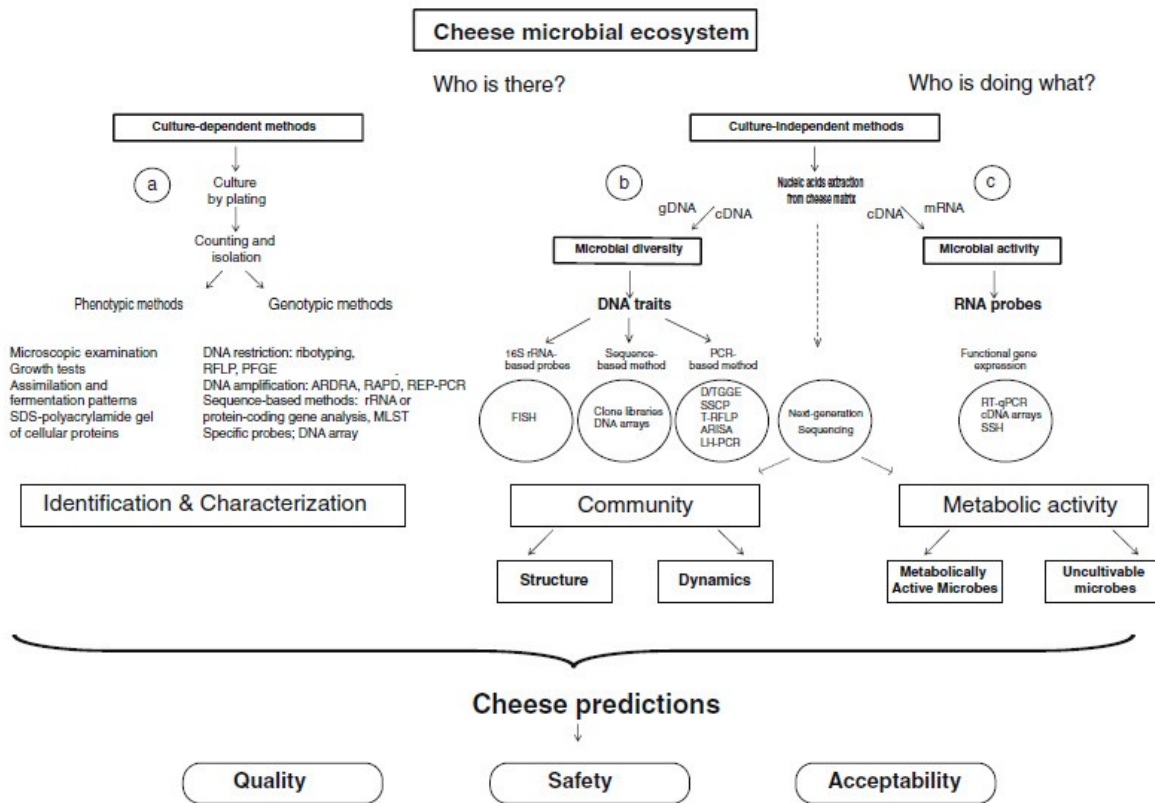 Cheese microbial ecosystem
Who is there?
Who is doing what?
Culture-dependent methods
Culture-independent methods
a
Culture
by plating
Counting and
isolation
Phenotypic methods
Genotypic methods
Microscopic examination
Growth tests
Assimilation and
fermentation patterns
SDS-polyacrylamide gel
of cellular proteins
DNA restriction: ribotyping,
RFLP, PFGE
DNA amplification: ARDRA, RAPD, REP-PCR
Sequence-based methods: rRNA or
protein-coding gene analysis, MLST
Specific probes; DNA array
Identification & Characterization
b
Nucleic acids extraction
from cheese matrix
c
gDNA
cDNA
cDNA
mRNA
Microbial diversity
Microbial activity
DNA traits
RNA probes
16S rRNA-
based probes
Sequence-
based method
PCR-
based method
Functional gene
expression
FISH
Clone libraries
DNA arrays
D/TGGE
SSCP
T-RFLP
ARISA
LH-PCR
Next-generation
Sequencing
RT-qPCR
cDNA arrays
SSH
Community
Metabolic activity
Structure
Dynamics
Metabolically
Active Microbes
Uncultivable
microbes
Cheese predictions
Quality
Safety
Acceptability